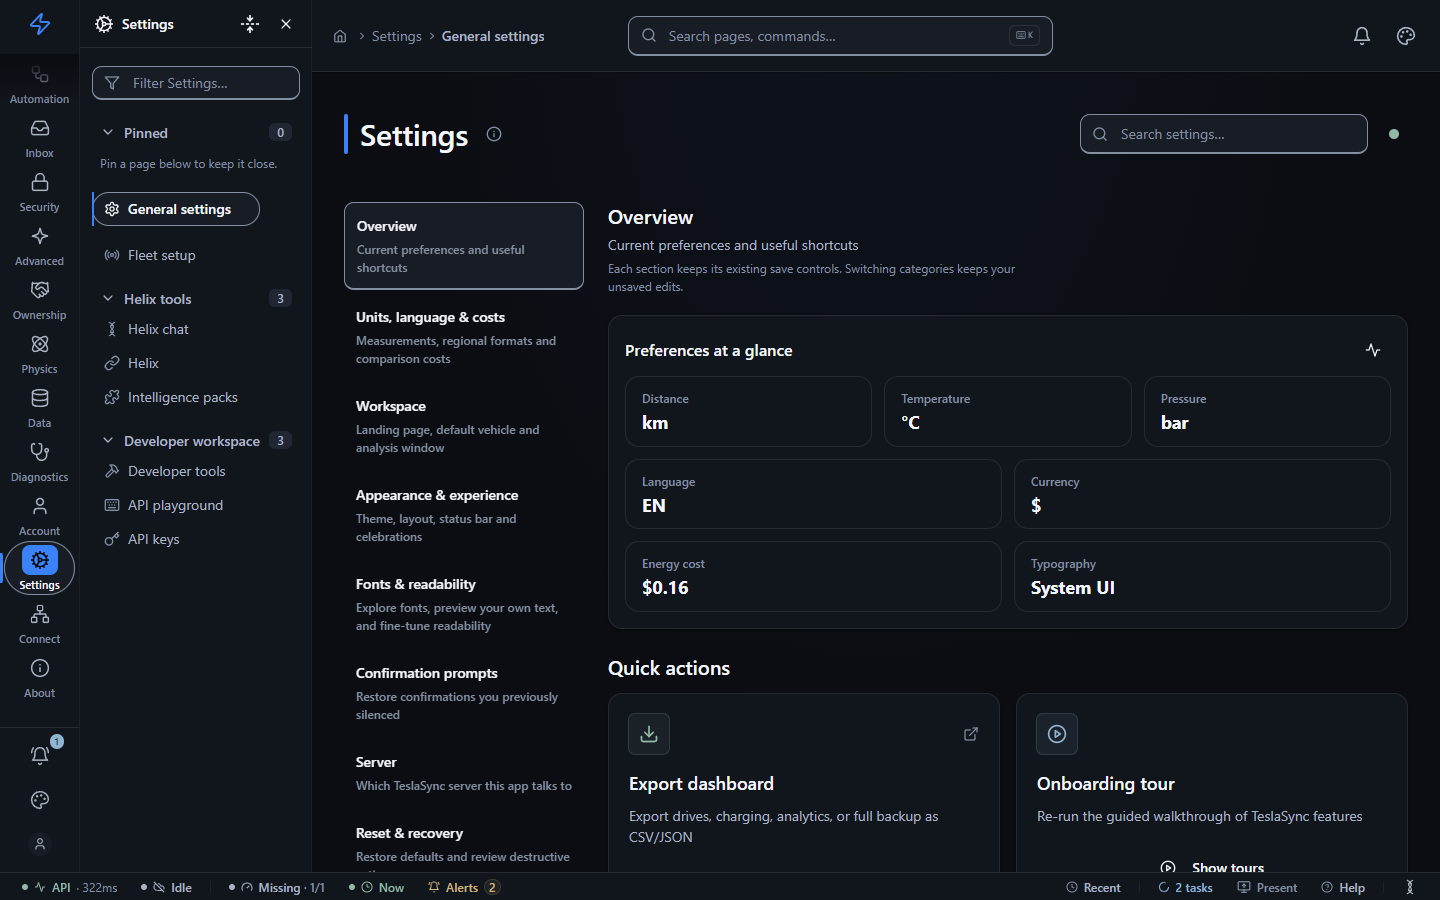 Automation
Inbox
Security
Advanced
Ownership
Physics
Data
Diagnostics
Account
Settings
Connect
About
1
Settings
Filter Settings...
Pinned 0
Pin a page below to keep it close.
General settings
Fleet setup
Helix tools 3
Helix chat
Helix
Intelligence packs
Developer workspace 3
Developer tools
API playground
API keys
Settings > General settings
Search pages, commands... K
Settings
Search settings...
Overview
Current preferences and useful
shortcuts
Units, language & costs
Measurements, regional formats and
comparison costs
Workspace
Landing page, default vehicle and
analysis window
Appearance & experience
Theme, layout, status bar and
celebrations
Fonts & readability
Explore fonts, preview your own text,
and fine-tune readability
Confirmation prompts
Restore confirmations you previously
silenced
Server
Which TeslaSync server this app talks to
Reset & recovery
Restore defaults and review destructive
Overview
Current preferences and useful shortcuts
Each section keeps its existing save controls. Switching categories keeps your
unsaved edits.
Preferences at a glance
Distance
km
Temperature
°C
Pressure
bar
Language
EN
Currency
$
Energy cost
$0.16
Typography
System UI
Quick actions
Export dashboard
Export drives, charging, analytics, or full backup as
CSV/JSON
Onboarding tour
Re-run the guided walkthrough of TeslaSync features
Show tours
API · 322ms
Idle
Missing · 1/1
Now
Alerts 2
Recent
2 tasks
Present
Help